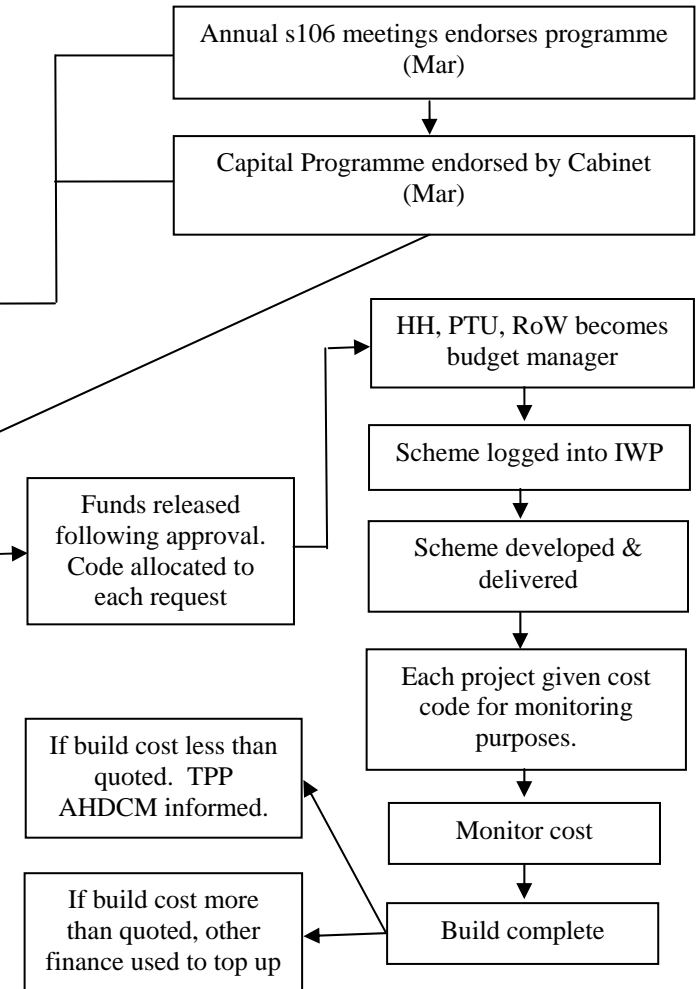 Annual s106 meetings endorses programme
(Mar)
Capital Programme endorsed by Cabinet
(Mar)
HH, PTU, RoW becomes
budget manager
Scheme logged into IWP
Funds released
following approval.
Code allocated to
each request
Scheme developed &
delivered
Each project given cost
code for monitoring
purposes.
If build cost less than
quoted.  TPP
AHDCM informed.
Monitor cost
If build cost more
than quoted, other
finance used to top up
Build complete